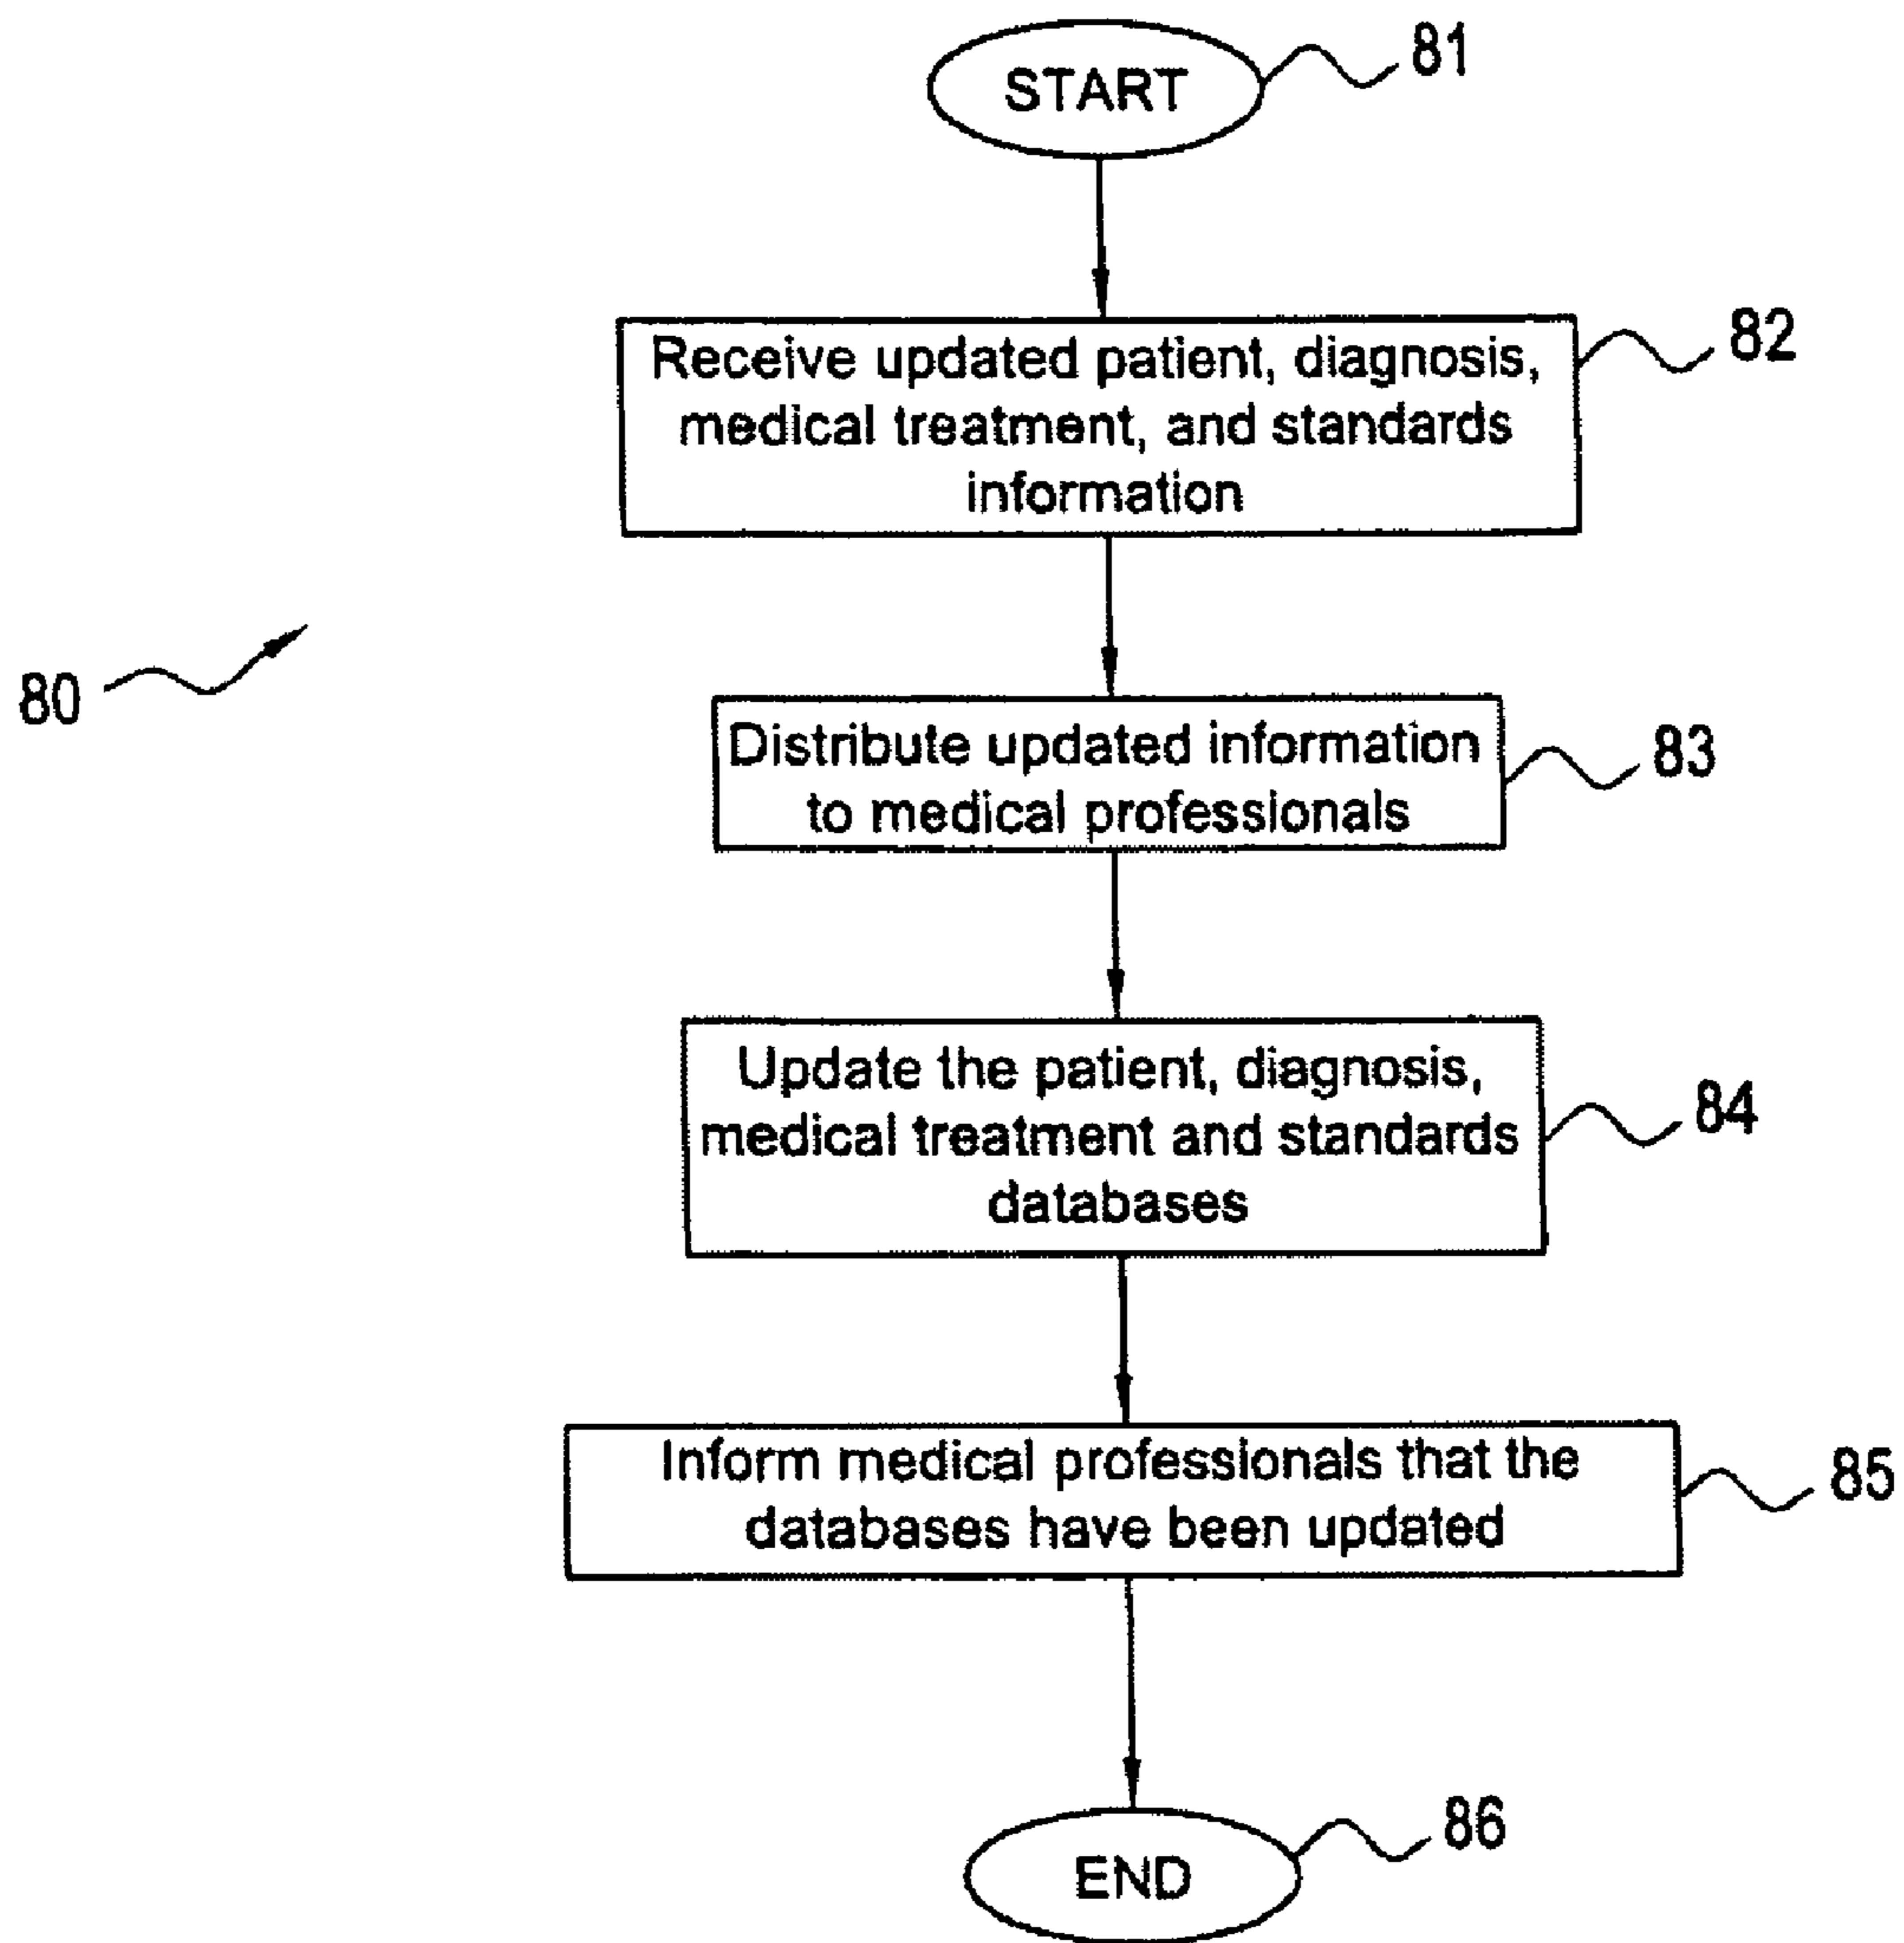 START
81
Receive updated patient, diagnosis,
medical treatment, and standards
information
82
80
Distribute updated information
to medical professionals
83
Update the patient, diagnosis,
medical treatment and standards
databases
84
Inform medical professionals that the
databases have been updated
85
END
86